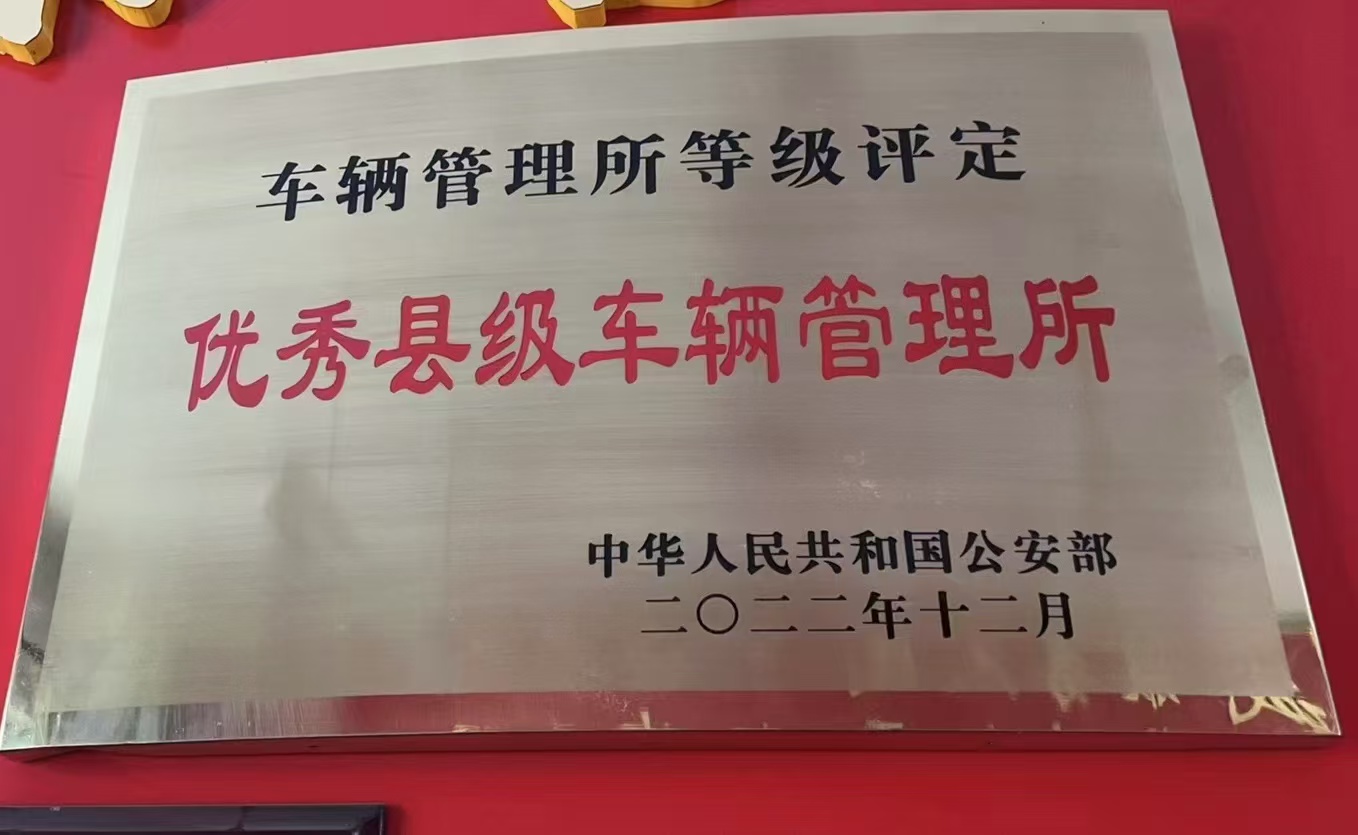 车辆管理所等级评定
优秀县级车辆管理所
中华人民共和国公安部
二〇二二年十二月